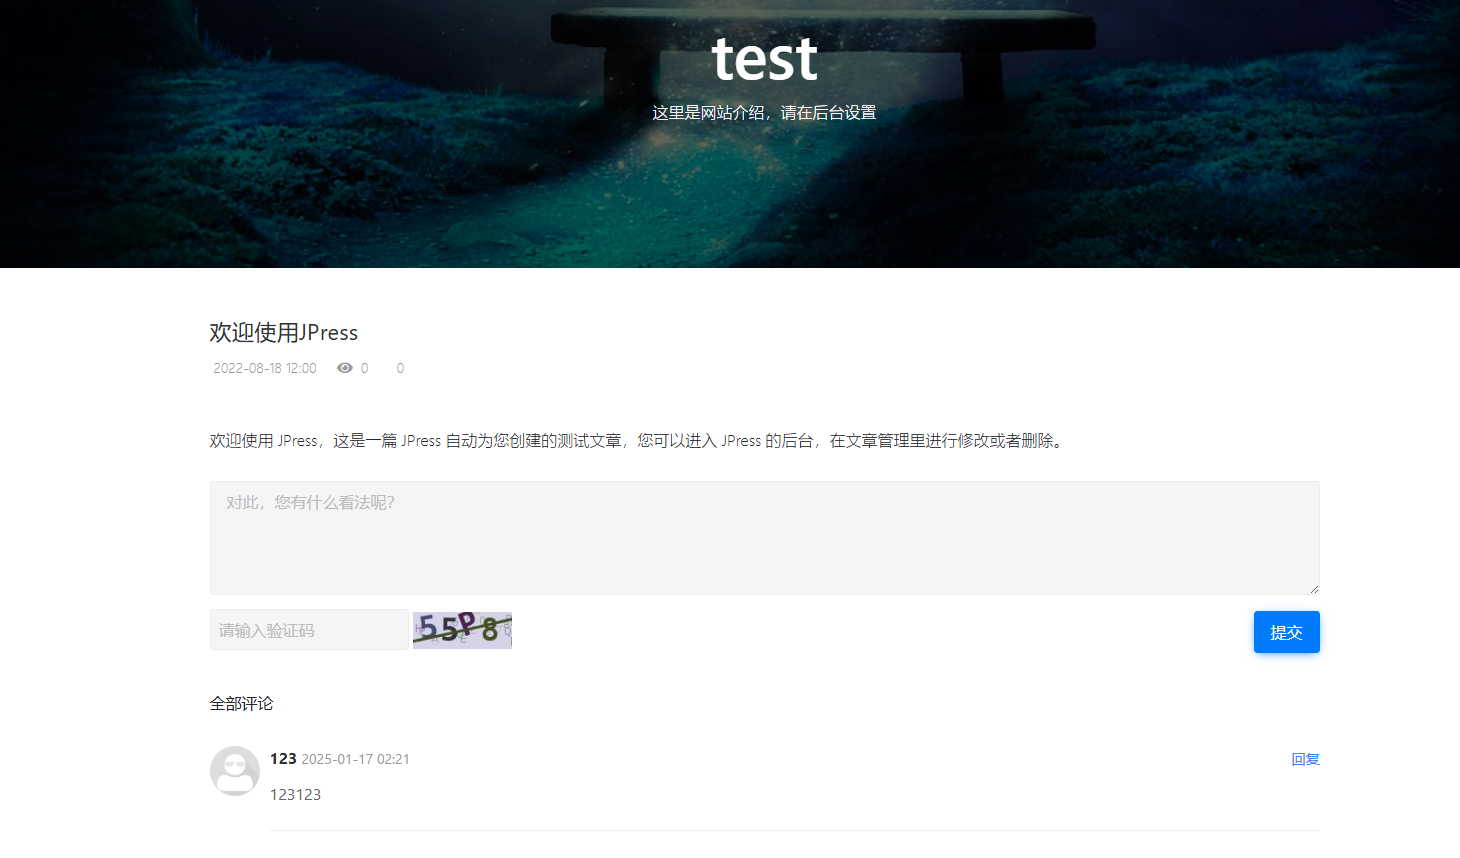 test
这里是网站介绍，请在后台设置
欢迎使用JPress
2022-08-18 12:00 0 0
欢迎使用 JPress，这是一篇 JPress 自动为您创建的测试文章，您可以进入 JPress 的后台，在文章管理里进行修改或者删除。
对此，您有什么看法呢？
请输入验证码 55P8 提交
全部评论
123 2025-01-17 02:21 回复
123123